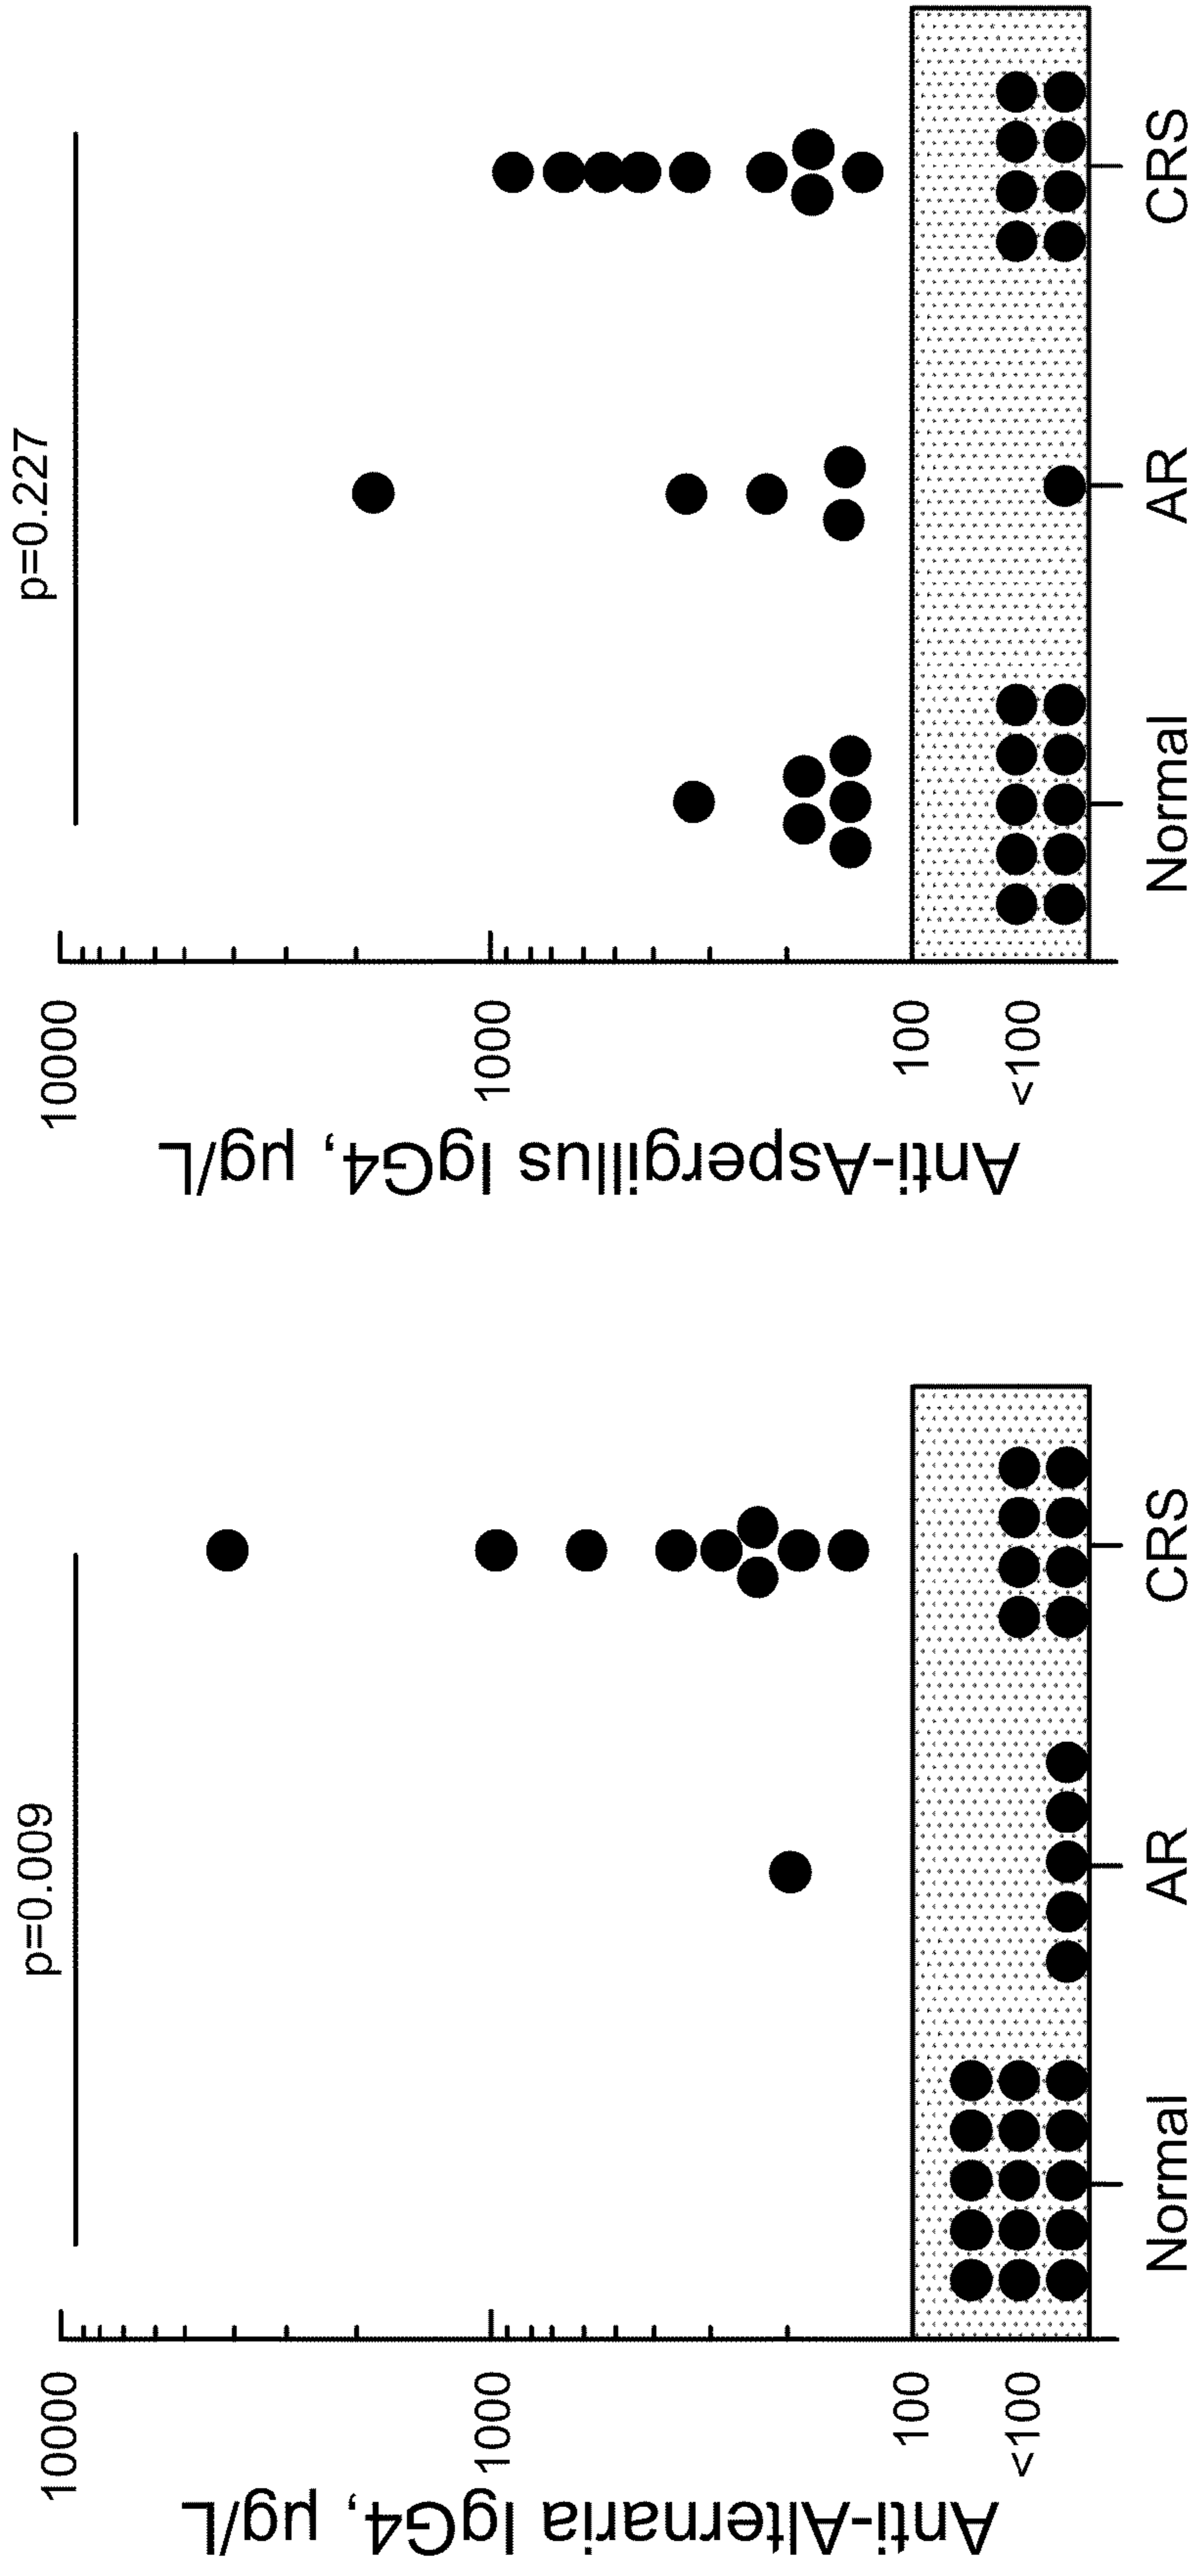 p=0.009
10000
1000
100
<100
Anti-Alternaria IgG4, µg/L
Normal
AR
CRS
p=0.227
10000
1000
100
<100
Anti-Aspergillus IgG4, µg/L
Normal
AR
CRS